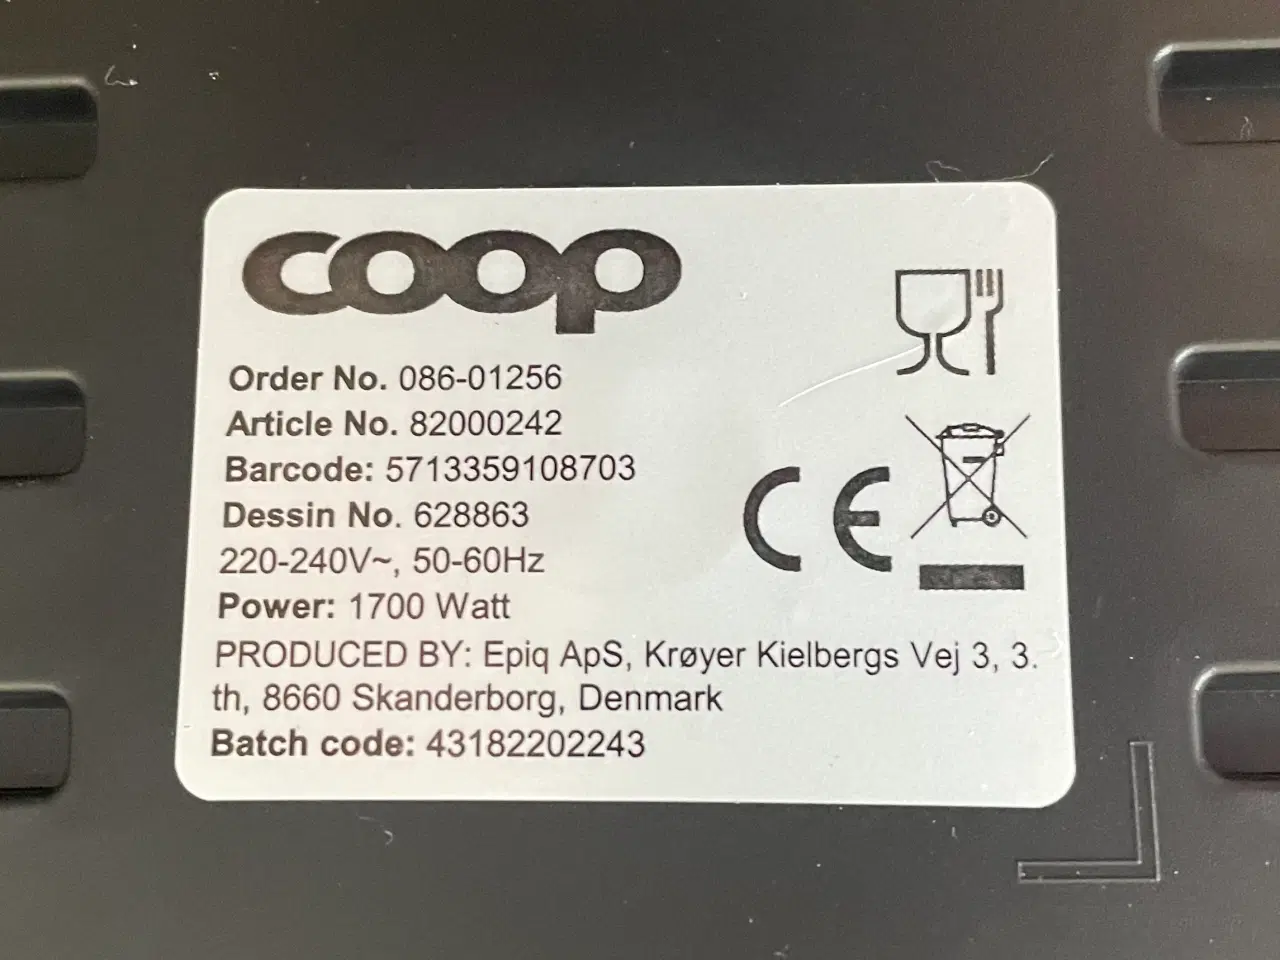 coop
Order No. 086-01256
Article No. 82000242
Barcode: 5713359108703
Dessin No. 628863
220-240V~, 50-60Hz
Power: 1700 Watt
PRODUCED BY: Epiq ApS, Krøyer Kielbergs Vej 3, 3.
th, 8660 Skanderborg, Denmark
Batch code: 43182202243
CE